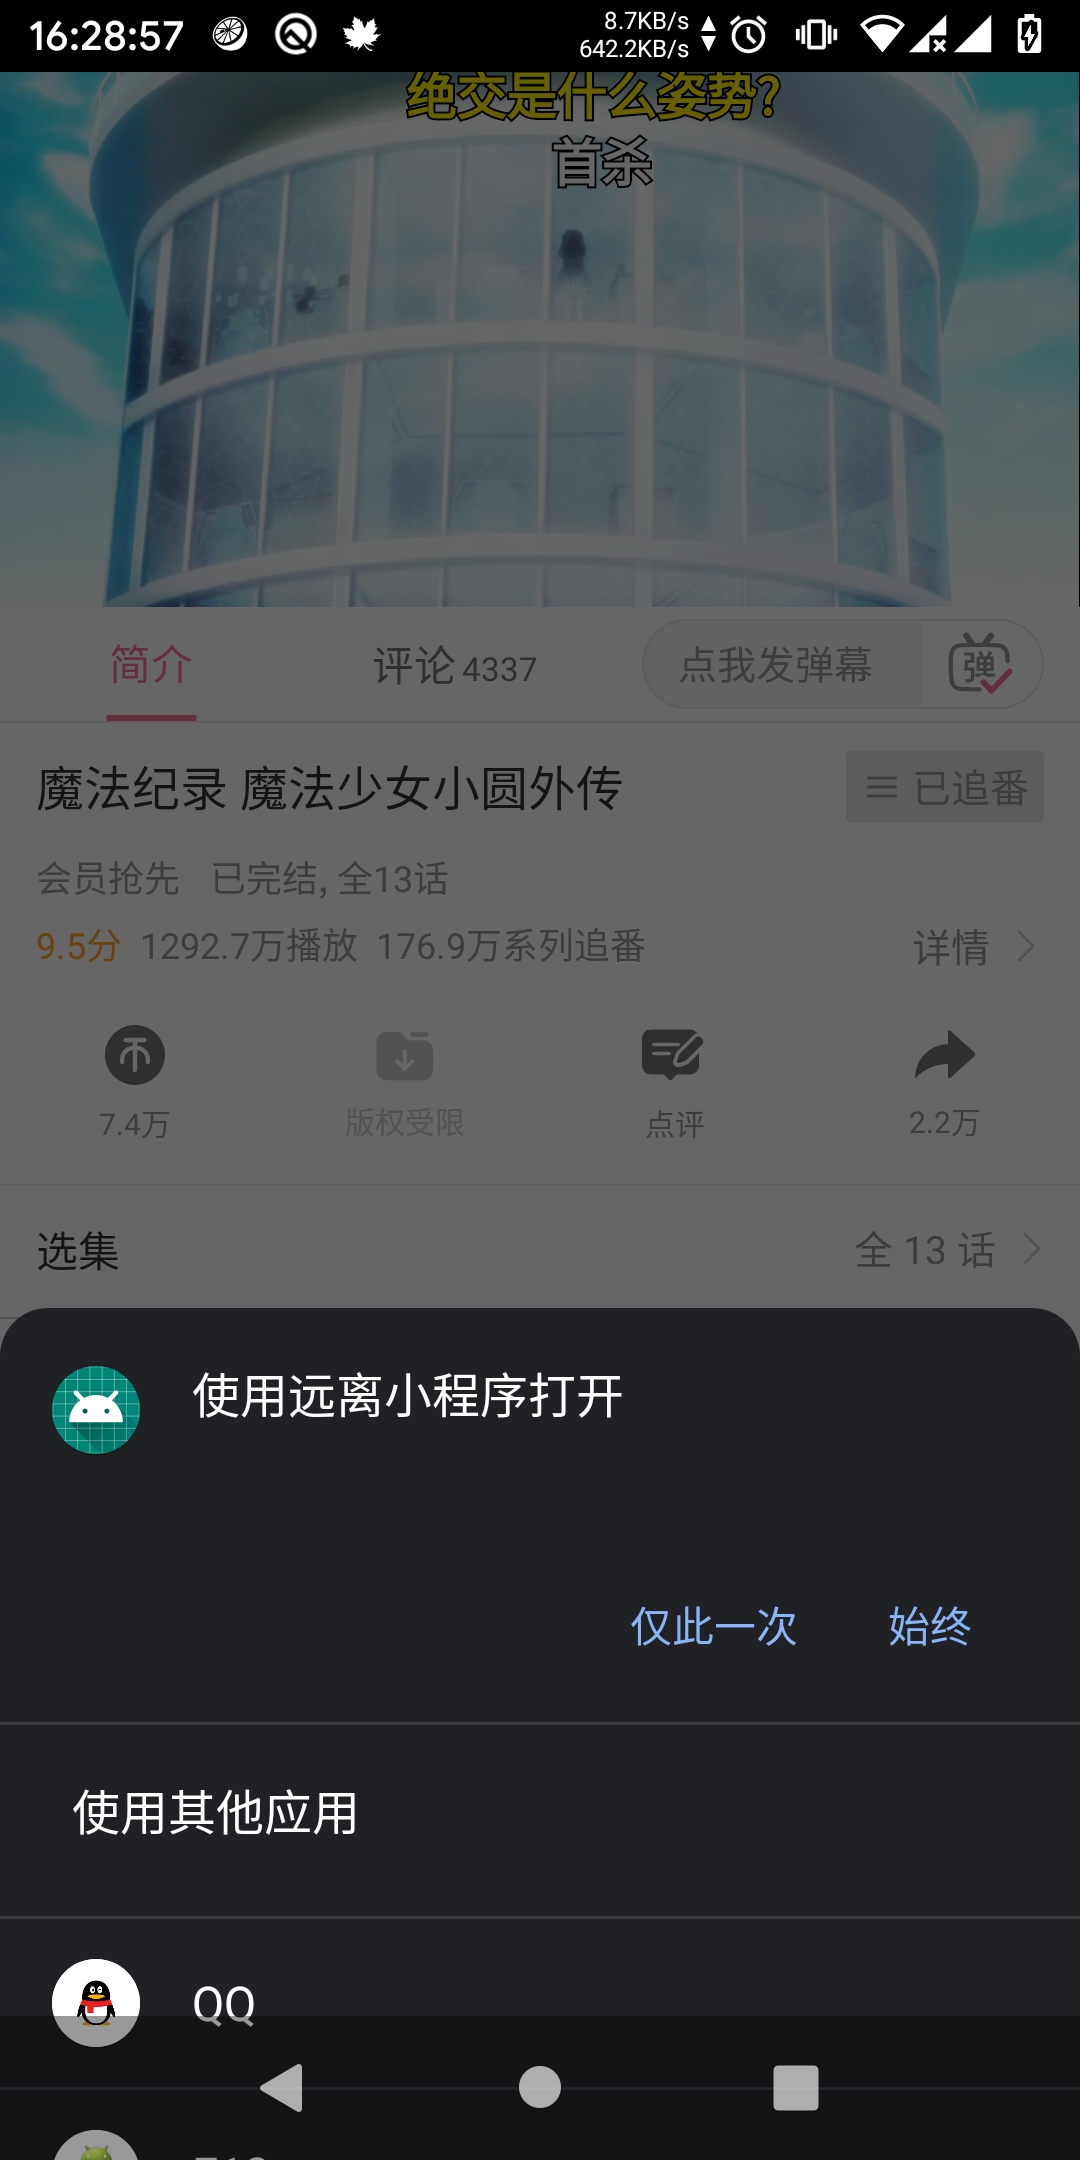 16:28:57
8.7KB/s
642.2KB/s
绝交是什么姿势?
首杀
简介
评论 4337
点我发弹幕
弹
魔法纪录 魔法少女小圆外传
已追番
会员抢先 已完结, 全13话
9.5分 1292.7万播放 176.9万系列追番
详情
7.4万
版权受限
点评
2.2万
选集
全 13 话
使用远离小程序打开
仅此一次
始终
使用其他应用
QQ